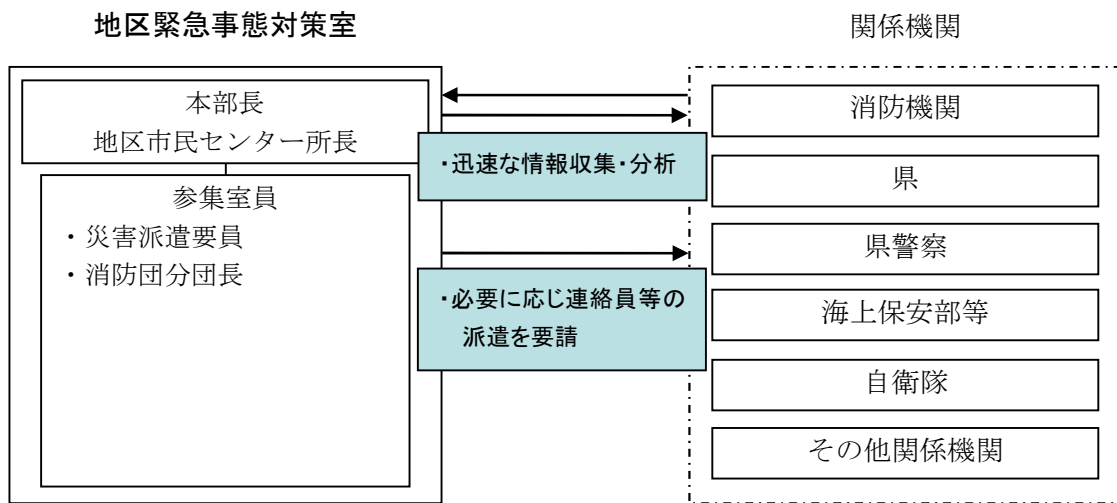 地区緊急事態対策室
関係機関
本部長
地区市民センター所長
参集室員
・災害派遣要員
・消防団分団長
・迅速な情報収集・分析
・必要に応じ連絡員等の
派遣を要請
消防機関
県
県警察
海上保安部等
自衛隊
その他関係機関